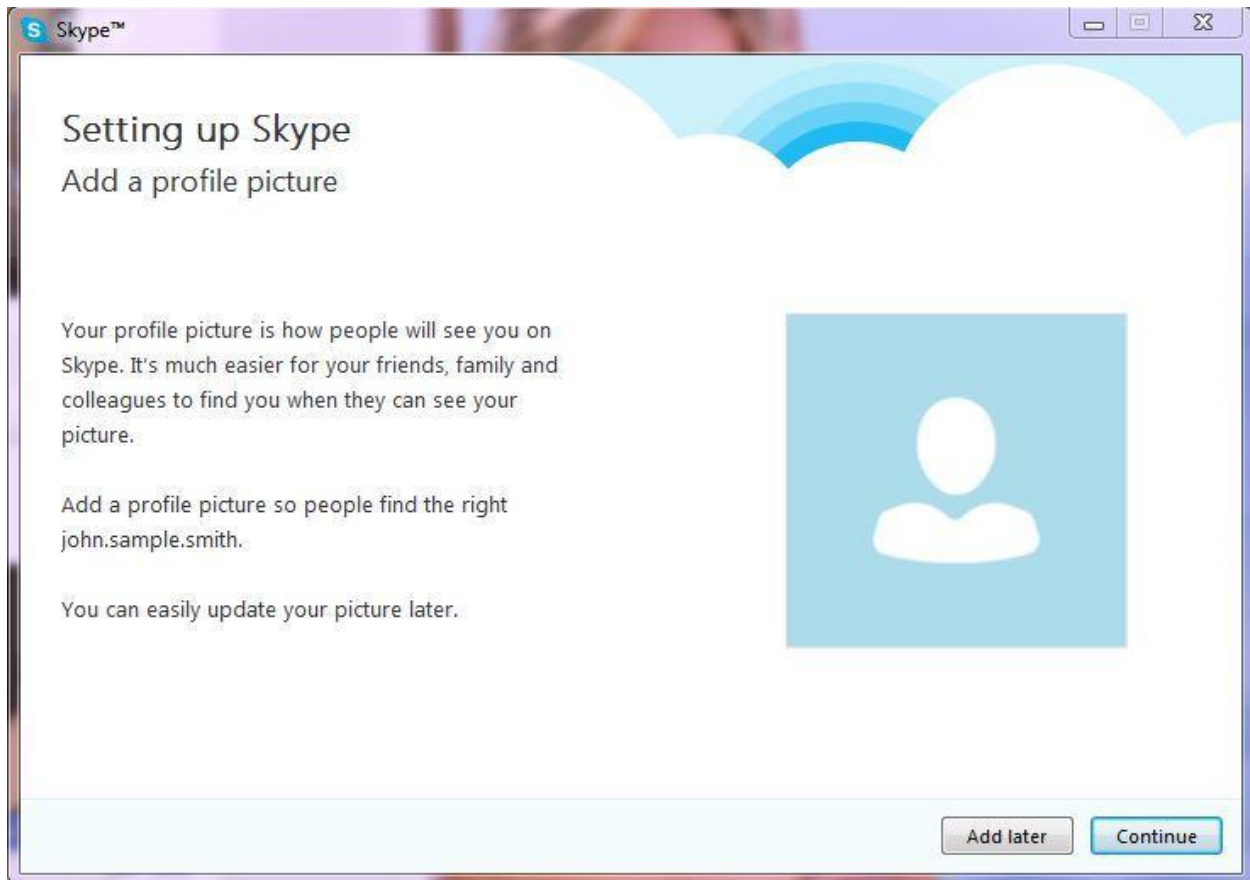 Skype™
Setting up Skype
Add a profile picture
Your profile picture is how people will see you on
Skype. It's much easier for your friends, family and
colleagues to find you when they can see your
picture.
Add a profile picture so people find the right
john.sample.smith.
You can easily update your picture later.
Add later
Continue